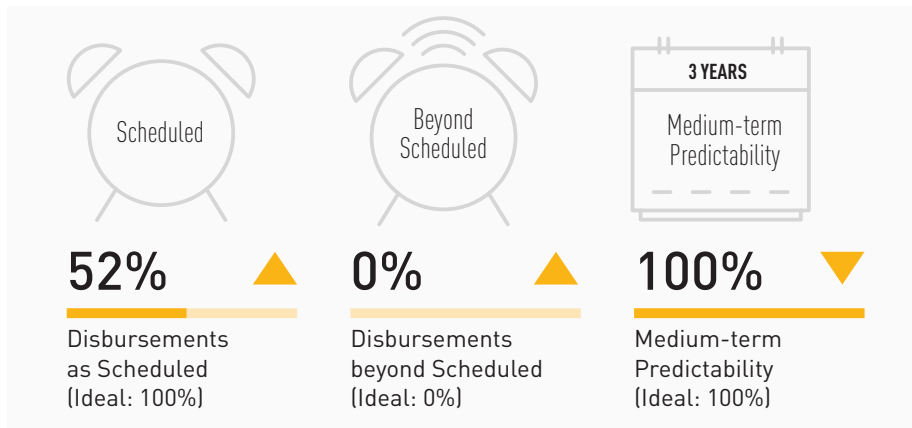 Scheduled
Beyond
Scheduled
3 YEARS
Medium-term
Predictability
52%
0%
100%
Disbursements
as Scheduled
(Ideal: 100%)
Disbursements
beyond Scheduled
(Ideal: 0%)
Medium-term
Predictability
(Ideal: 100%)